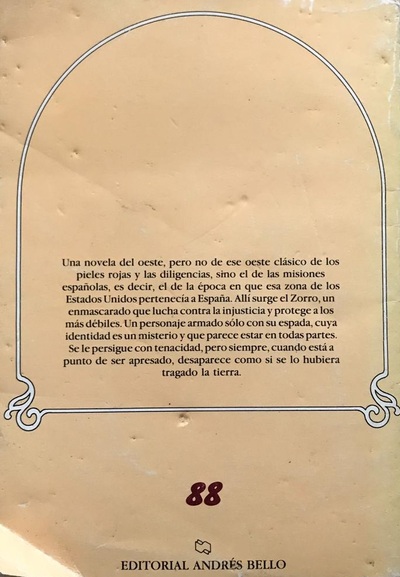 Una novela del oeste, pero no de ese oeste clásico de los
pieles rojas y las diligencias, sino el de las misiones
españolas, es decir, el de la época en que esa zona de los
Estados Unidos pertenecía a España. Allí surge el Zorro, un
enmascarado que lucha contra la injusticia y protege a los
más débiles. Un personaje armado sólo con su espada, cuya
identidad es un misterio y que parece estar en todas partes.
Se le persigue con tenacidad, pero siempre, cuando está a
punto de ser apresado, desaparece como si se lo hubiera
tragado la tierra.
88
EDITORIAL ANDRÉS BELLO